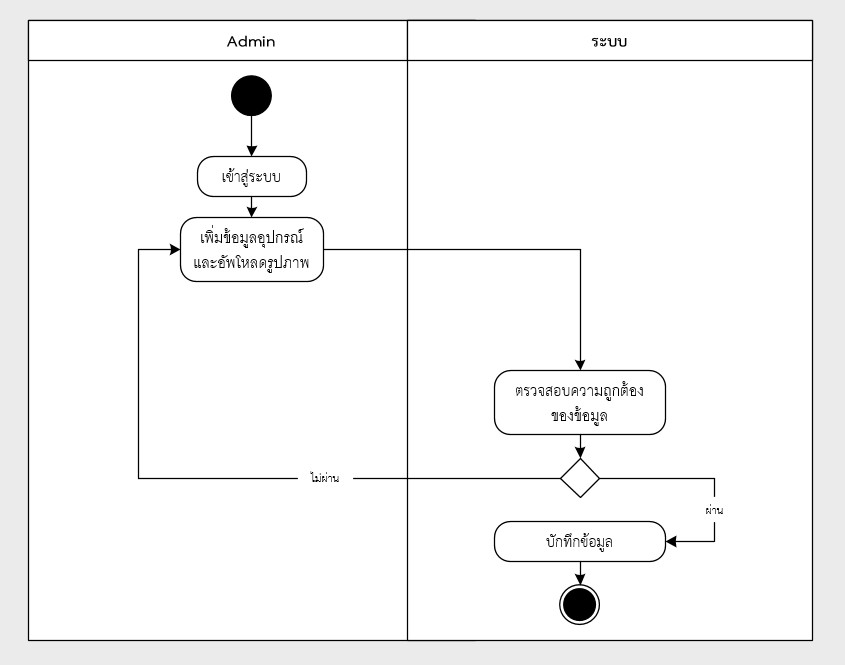 Admin
ระบบ
เข้าสู่ระบบ
เพิ่มข้อมูลอุปกรณ์
และอัพโหลดรูปภาพ
ตรวจสอบความถูกต้อง
ของข้อมูล
ไม่ผ่าน
ผ่าน
บักทึกข้อมูล